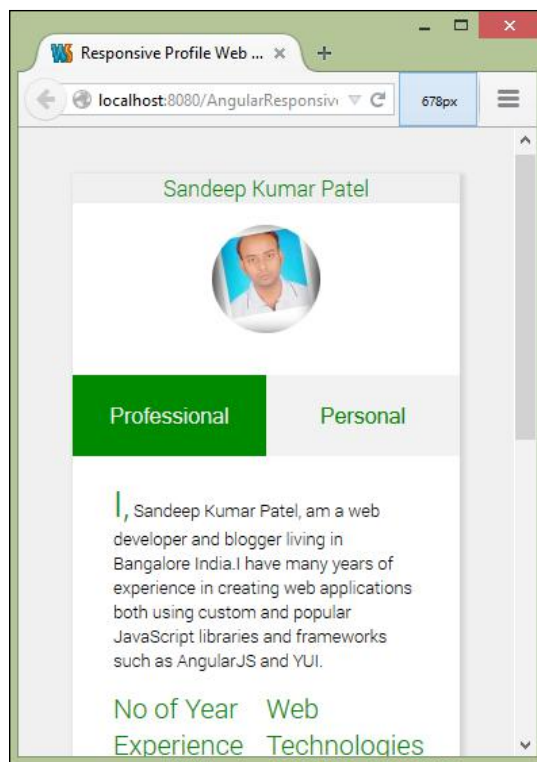 WS Responsive Profile Web ...
localhost:8080/AngularResponsiv
678px
Sandeep Kumar Patel
Professional Personal
I, Sandeep Kumar Patel, am a web
developer and blogger living in
Bangalore India.I have many years of
experience in creating web applications
both using custom and popular
JavaScript libraries and frameworks
such as AngularJS and YUI.
No of Year Web
Experience Technologies